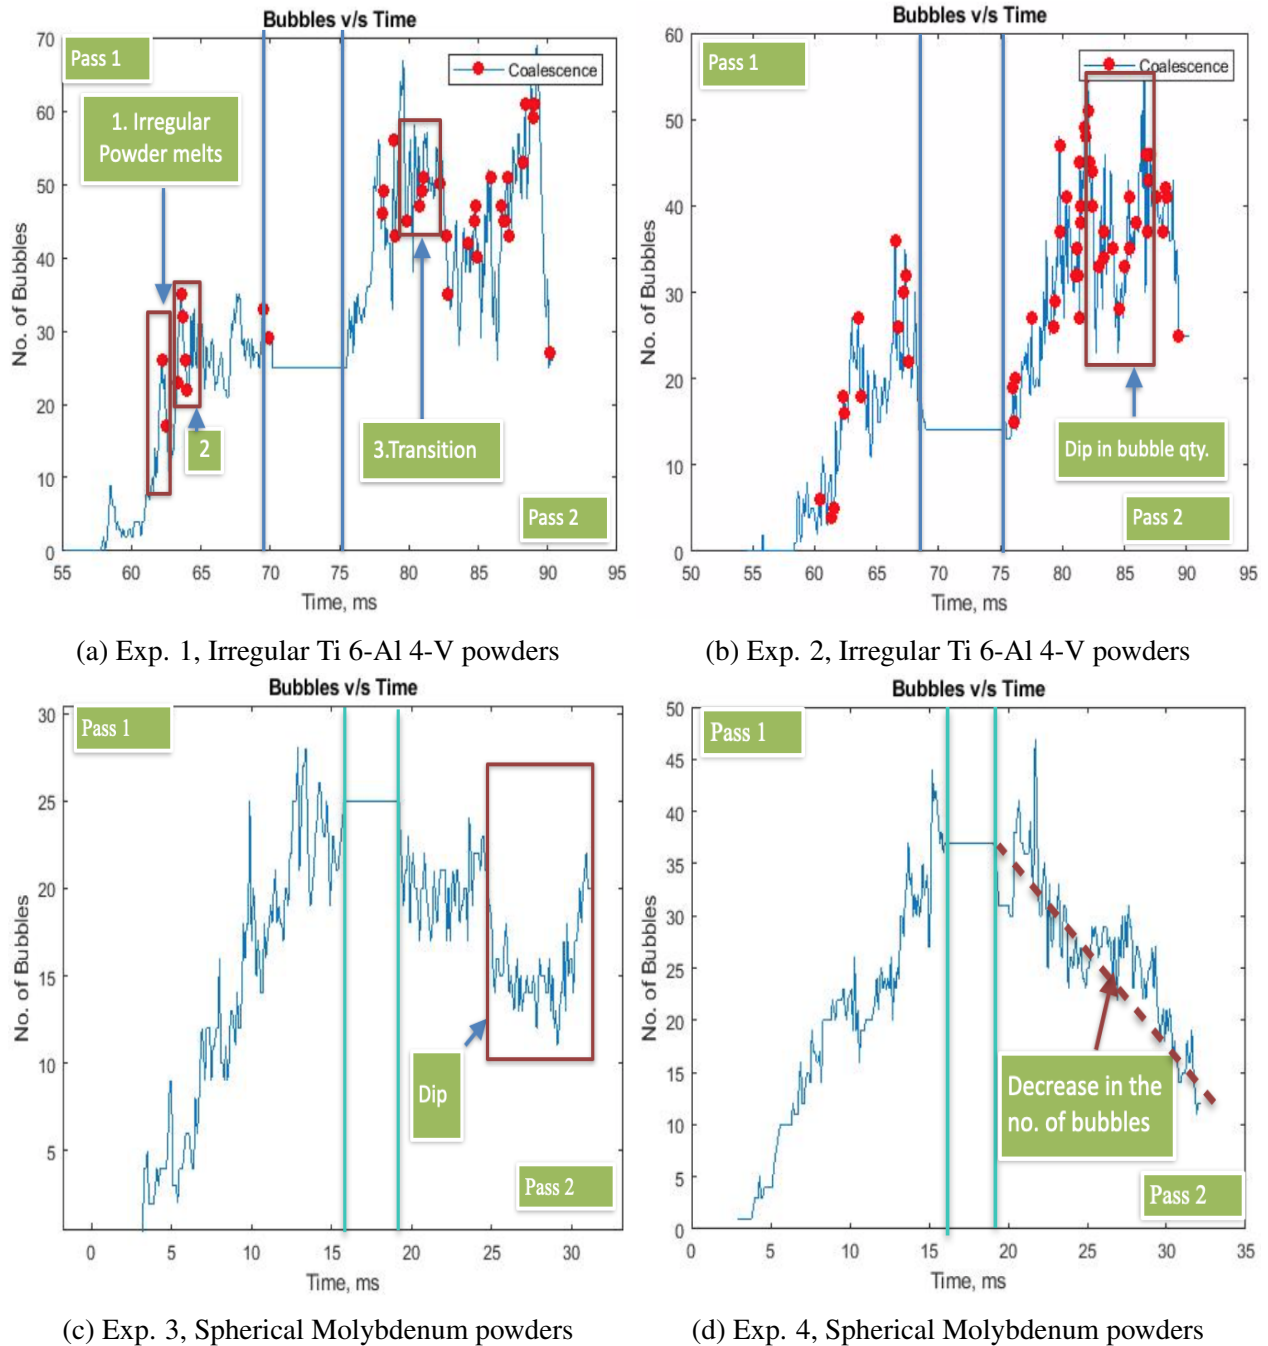 Bubbles v/s Time
Pass 1
Coalescence
1. Irregular
Powder melts
2
3.Transition
Pass 2
No. of Bubbles
70
60
50
40
30
20
10
0
55 60 65 70 75 80 85 90 95
Time, ms
(a) Exp. 1, Irregular Ti 6-Al 4-V powders
Bubbles v/s Time
Pass 1
Coalescence
Dip in bubble qty.
Pass 2
No. of Bubbles
60
50
40
30
20
10
0
50 55 60 65 70 75 80 85 90 95
Time, ms
(b) Exp. 2, Irregular Ti 6-Al 4-V powders
Bubbles v/s Time
Pass 1
Dip
Pass 2
No. of Bubbles
30
25
20
15
10
5
0 5 10 15 20 25 30
Time, ms
(c) Exp. 3, Spherical Molybdenum powders
Bubbles v/s Time
Pass 1
Decrease in the
no. of bubbles
Pass 2
No. of Bubbles
50
45
40
35
30
25
20
15
10
5
0
0 5 10 15 20 25 30 35
Time, ms
(d) Exp. 4, Spherical Molybdenum powders